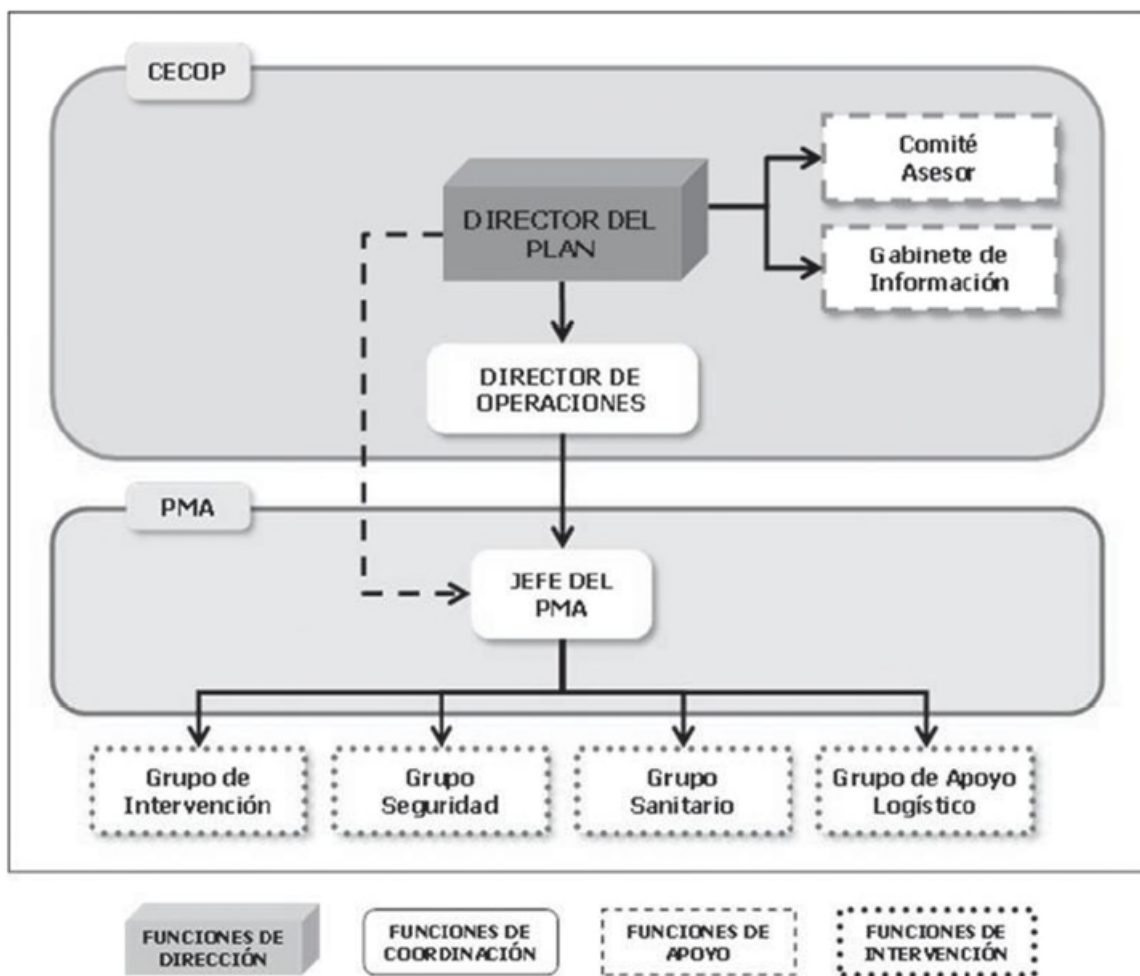 CECOP
Comité
Asesor
DIRECTOR DEL
PLAN
Gabinete de
Información
DIRECTOR DE
OPERACIONES
PMA
JEFE DEL
PMA
Grupo de
Intervención
Grupo
Seguridad
Grupo
Sanitario
Grupo de Apoyo
Logístico
FUNCIONES DE
DIRECCIÓN
FUNCIONES DE
COORDINACIÓN
FUNCIONES DE
APOYO
FUNCIONES DE
INTERVENCIÓN